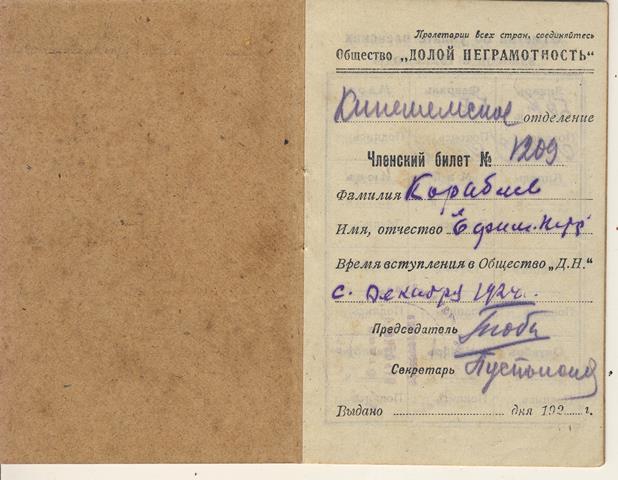 Пролетарии всех стран, соединяйтесь
Общество „ДОЛОЙ НЕГРАМОТНОСТЬ“
Кинешемское отделение
Членский билет № 1209
Фамилия Кораблев
Имя, отчество Ефим
Время вступления в Общество „Д.Н.“
с. Декабря 1924.
Председатель
Секретарь
Выдано дня 192 г.